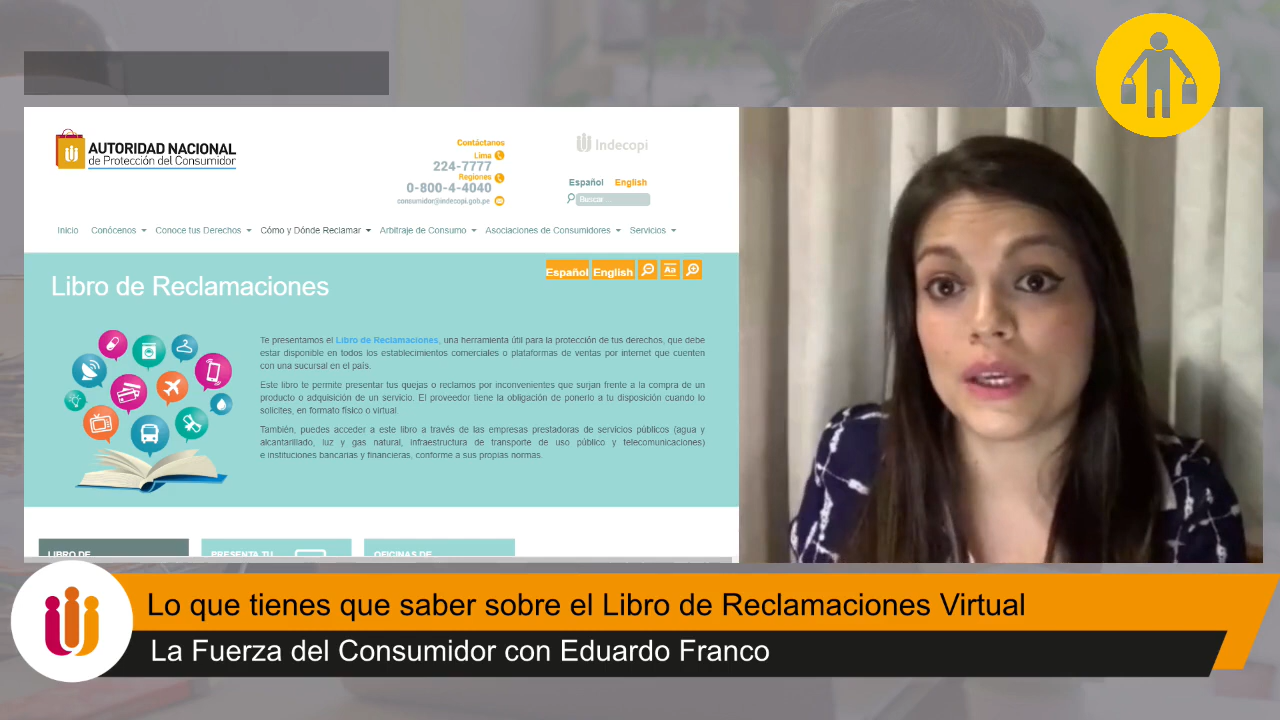 AUTORIDAD NACIONAL
de Protección del Consumidor
Contáctanos
Lima
224-7777
Regiones
0-800-4-4040
consumidor@indecopi.gob.pe
Indecopi
Español English
Buscar...
Inicio Conócenos Conoce tus Derechos Cómo y Dónde Reclamar Arbitraje de Consumo Asociaciones de Consumidores Servicios
Español English Aa
Libro de Reclamaciones
Te presentamos el Libro de Reclamaciones, una herramienta útil para la protección de tus derechos, que debe
estar disponible en todos los establecimientos comerciales o plataformas de ventas por internet que cuenten
con una sucursal en el país.
Este libro te permite presentar tus quejas o reclamos por inconvenientes que surjan frente a la compra de un
producto o adquisición de un servicio. El proveedor tiene la obligación de ponerlo a tu disposición cuando lo
solicites, en formato físico o virtual.
También, puedes acceder a este libro a través de las empresas prestadoras de servicios públicos (agua y
alcantarillado, luz y gas natural, infraestructura de transporte de uso público y telecomunicaciones)
e instituciones bancarias y financieras, conforme a sus propias normas.
LIBRO DE
PRESENTA TU
OFICINAS DE
Lo que tienes que saber sobre el Libro de Reclamaciones Virtual
La Fuerza del Consumidor con Eduardo Franco